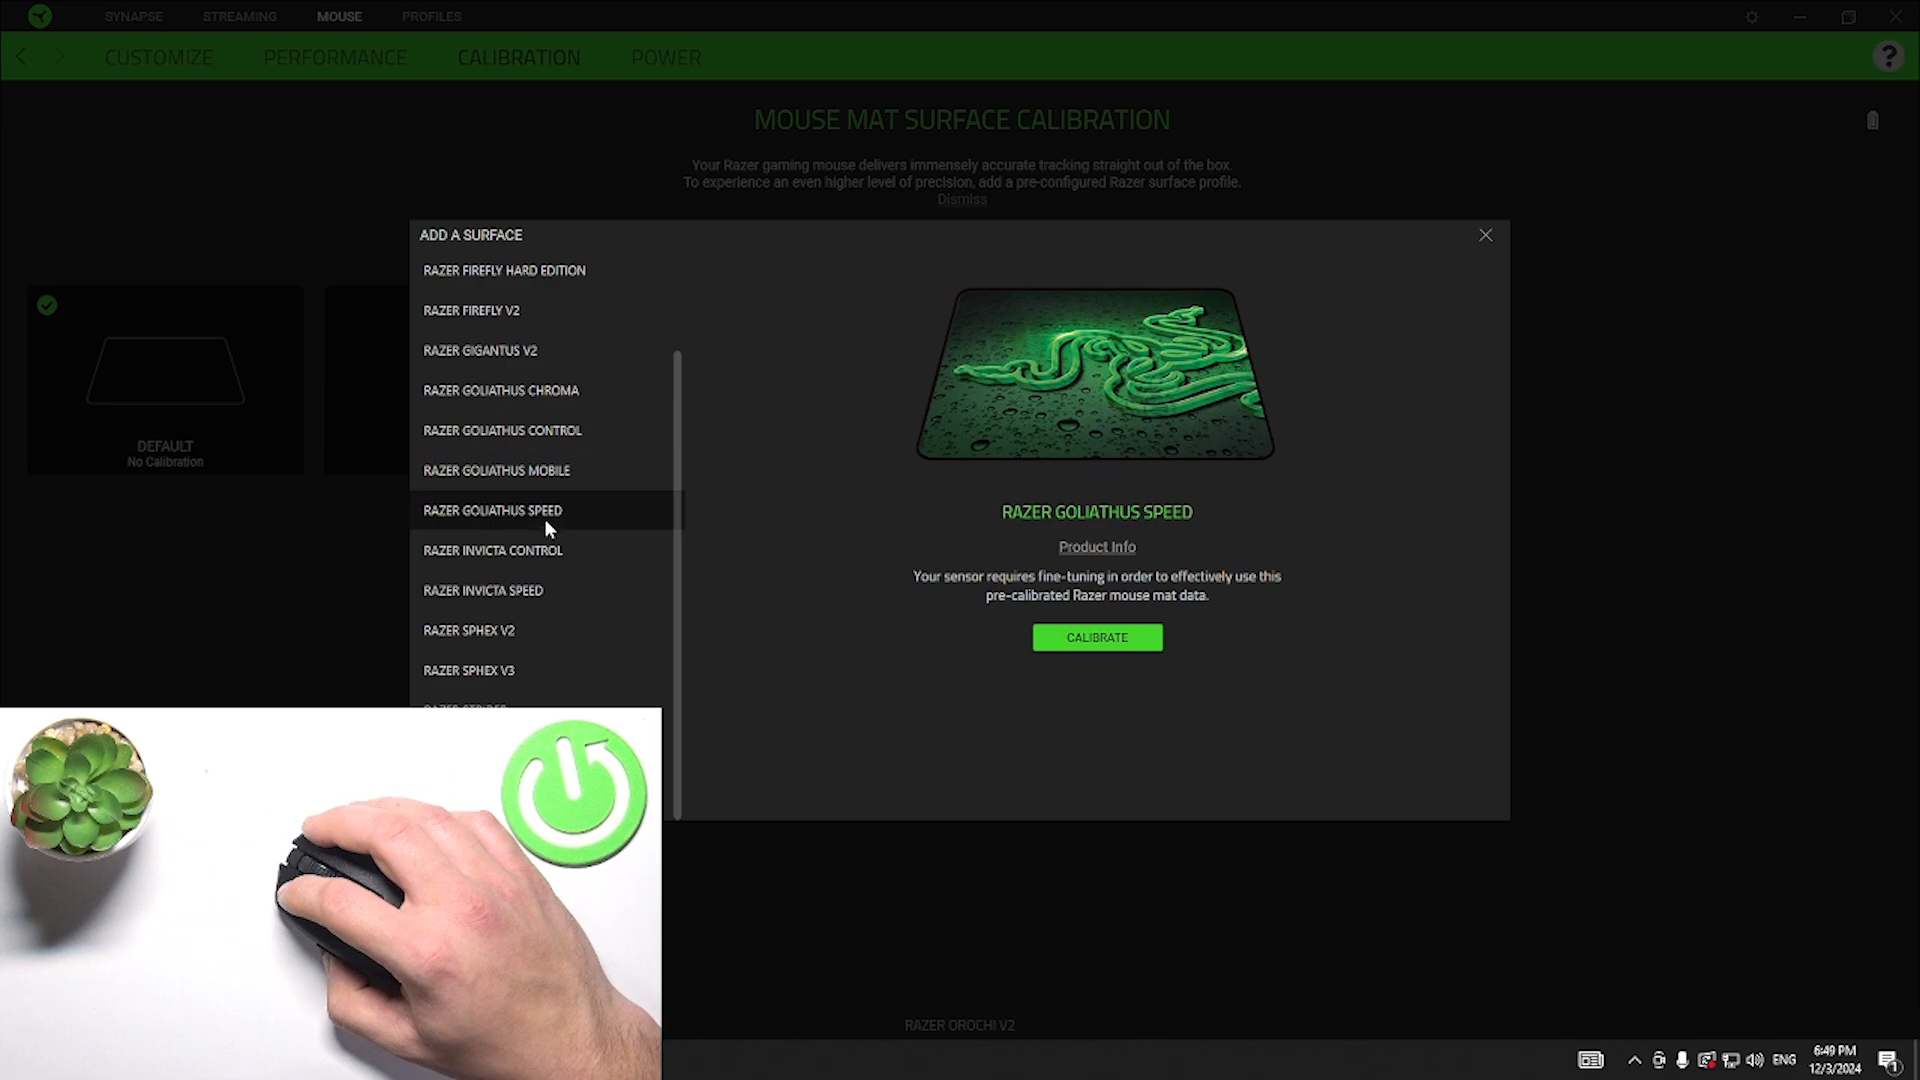 SYNAPSE STREAMING MOUSE PROFILES
CUSTOMIZE PERFORMANCE CALIBRATION POWER
?
MOUSE MAT SURFACE CALIBRATION
Your Razer gaming mouse delivers immensely accurate tracking straight out of the box.
To experience an even higher level of precision, add a pre-configured Razer surface profile.
Dismiss
DEFAULT
No Calibration
ADD A SURFACE
RAZER FIREFLY HARD EDITION
RAZER FIREFLY V2
RAZER GIGANTUS V2
RAZER GOLIATHUS CHROMA
RAZER GOLIATHUS CONTROL
RAZER GOLIATHUS MOBILE
RAZER GOLIATHUS SPEED
RAZER INVICTA CONTROL
RAZER INVICTA SPEED
RAZER SPHEX V2
RAZER SPHEX V3
RAZER GOLIATHUS SPEED
Product Info
Your sensor requires fine-tuning in order to effectively use this
pre-calibrated Razer mouse mat data.
CALIBRATE
RAZER OROCHI V2
ENG
6:49 PM
12/3/2024
1